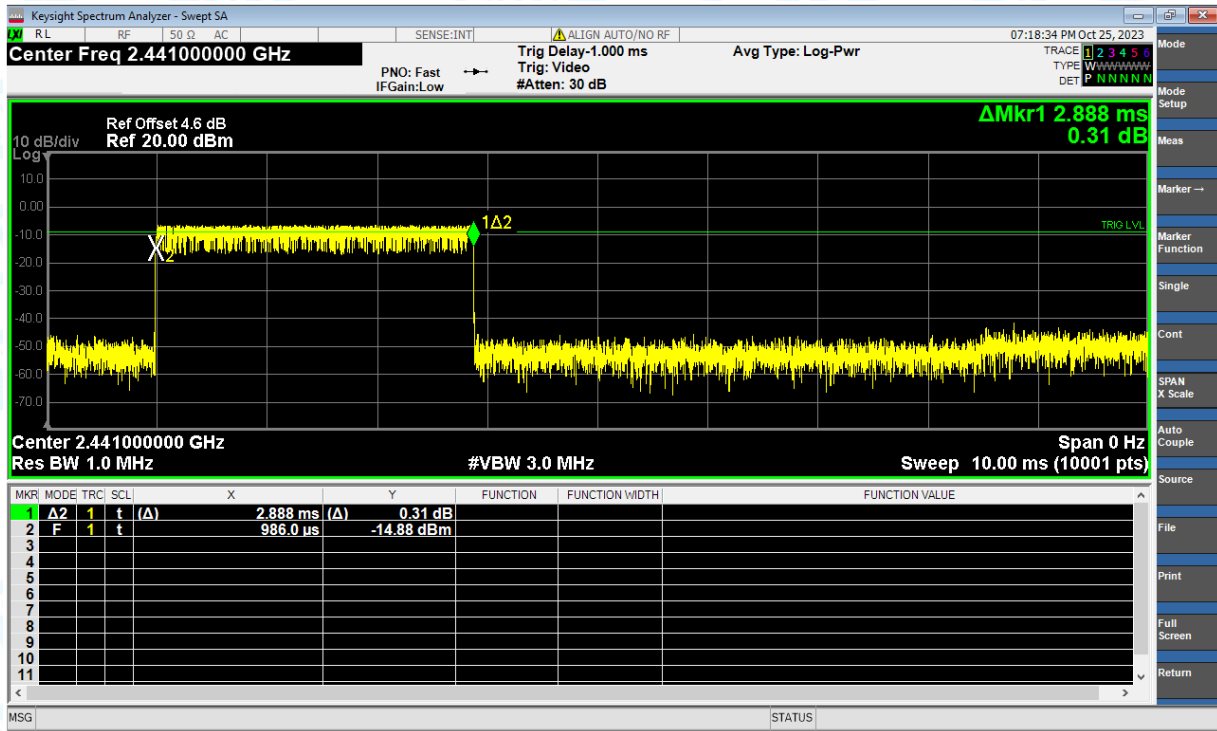 Keysight Spectrum Analyzer - Swept SA
LXI RL RF 50 Ω AC SENSE:INT ALIGN AUTO/NO RF 07:18:34 PM Oct 25, 2023
Center Freq 2.441000000 GHz
PNO: Fast
IFGain:Low
Trig Delay-1.000 ms
Trig: Video
#Atten: 30 dB
Avg Type: Log-Pwr
TRACE 1 2 3 4 5 6
TYPE WWWWWW
DET P N N N N N
ΔMkr1 2.888 ms
0.31 dB
Ref Offset 4.6 dB
10 dB/div Ref 20.00 dBm
Log
10.0
0.00
-10.0
-20.0
-30.0
-40.0
-50.0
-60.0
-70.0
1Δ2
2
TRIG LVL
Center 2.441000000 GHz Span 0 Hz
Res BW 1.0 MHz #VBW 3.0 MHz Sweep 10.00 ms (10001 pts)
MKR MODE TRC SCL X Y FUNCTION FUNCTION WIDTH FUNCTION VALUE
1 Δ2 1 t (Δ) 2.888 ms (Δ) 0.31 dB
2 F 1 t 986.0 µs -14.88 dBm
3
4
5
6
7
8
9
10
11
MSG STATUS
Mode
Mode
Setup
Meas
Marker →
Marker
Function
Single
Cont
SPAN
X Scale
Auto
Couple
Source
File
Print
Full
Screen
Return